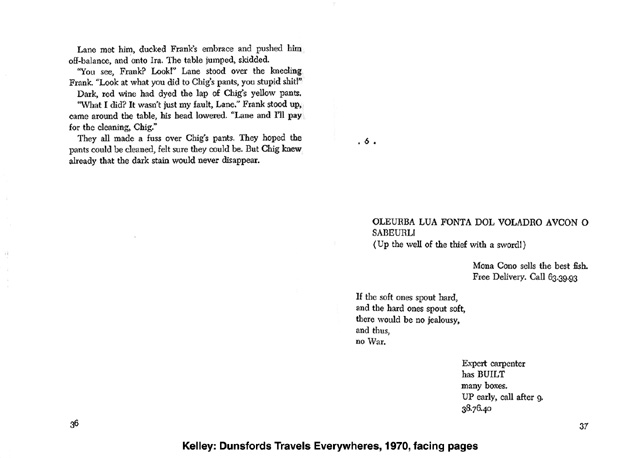 Lane met him, ducked Frank's embrace and pushed him
off-balance, and onto Ira. The table jumped, skidded.
"You see, Frank? Look!" Lane stood over the kneeling
Frank. "Look at what you did to Chig's pants, you stupid shit!"
Dark, red wine had dyed the lap of Chig's yellow pants.
"What I did? It wasn't just my fault, Lane." Frank stood up,
came around the table, his head lowered. "Lane and I'll pay
for the cleaning, Chig."
They all made a fuss over Chig's pants. They hoped the
pants could be cleaned, felt sure they could be. But Chig knew
already that the dark stain would never disappear.
36
. 6 .
OLEURBA LUA FONTA DOL VOLADRO AVCON O
SABEURL!
(Up the well of the thief with a sword!)
Mona Cono sells the best fish.
Free Delivery. Call 63.39.93
If the soft ones spout hard,
and the hard ones spout soft,
there would be no jealousy,
and thus,
no War.
Expert carpenter
has BUILT
many boxes.
UP early, call after 9.
38.76.40
37
Kelley: Dunsfords Travels Everywheres, 1970, facing pages